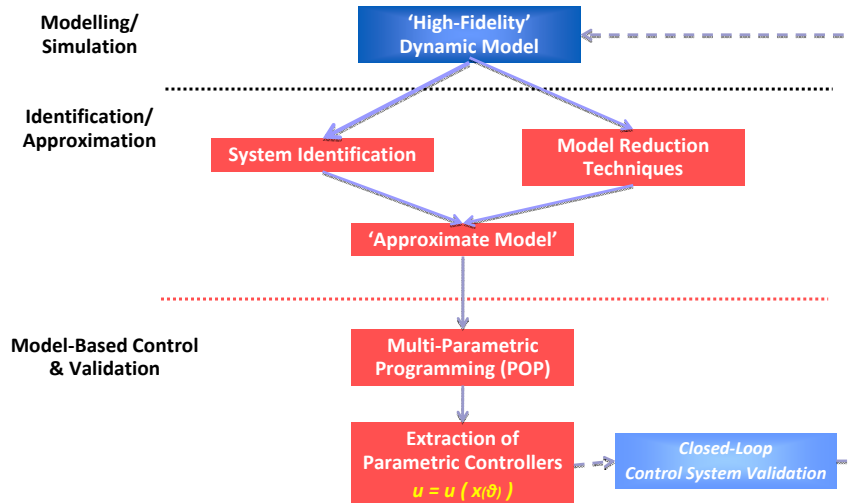 Modelling/
Simulation
‘High-Fidelity’
Dynamic Model
Identification/
Approximation
System Identification
Model Reduction
Techniques
‘Approximate Model’
Model-Based Control
& Validation
Multi-Parametric
Programming (POP)
Extraction of
Parametric Controllers
u = u ( x(ϑ) )
Closed-Loop
Control System Validation